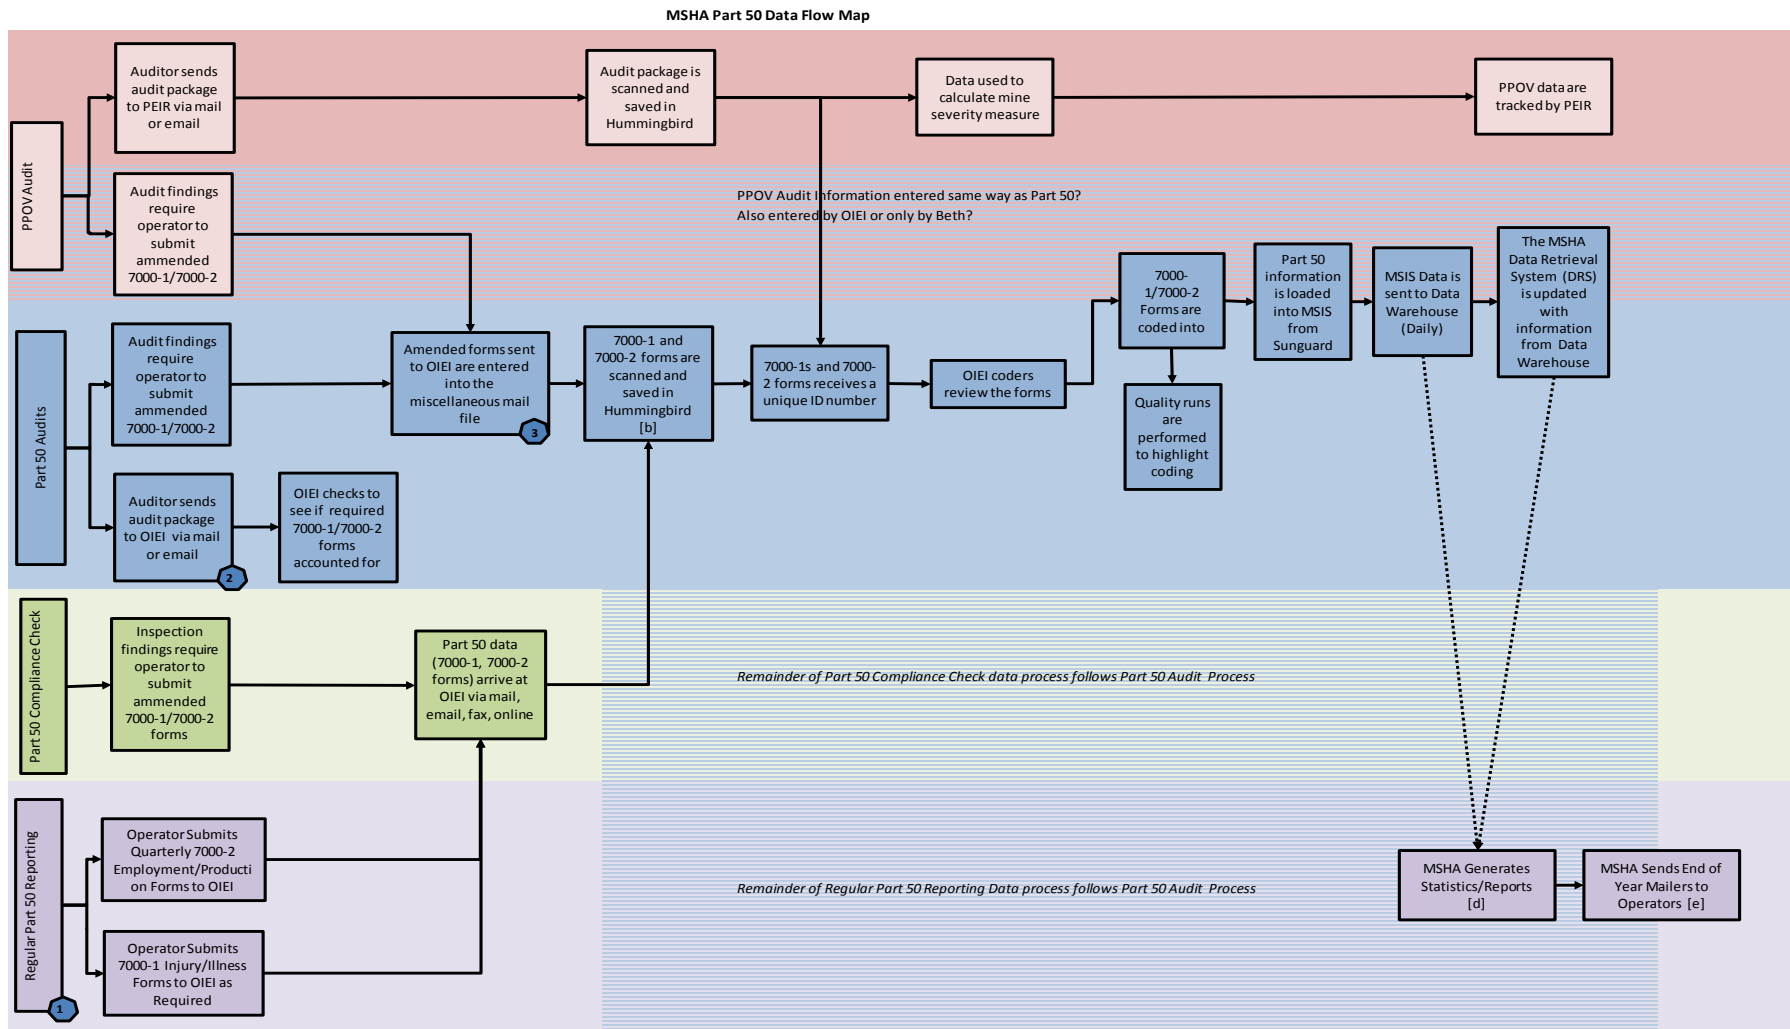 MSHA Part 50 Data Flow Map
PPOV Audit
Auditor sends
audit package
to PEIR via mail
or email
Audit package is
scanned and
saved in
Hummingbird
Data used to
calculate mine
severity measure
PPOV data are
tracked by PEIR
Audit findings
require
operator to
submit
ammended
7000-1/7000-2
PPOV Audit Information entered same way as Part 50?
Also entered by OIEI or only by Beth?
Part 50 Audits
Audit findings
require
operator to
submit
ammended
7000-1/7000-2
Amended forms sent
to OIEI are entered
into the
miscellaneous mail
file
3
7000-1 and
7000-2 forms are
scanned and
saved in
Hummingbird
[b]
7000-1s and 7000-
2 forms receives a
unique ID number
OIEI coders
review the forms
7000-
1/7000-2
Forms are
coded into
Quality runs
are
performed
to highlight
coding
Part 50
information
is loaded
into MSIS
from
Sunguard
MSIS Data is
sent to Data
Warehouse
(Daily)
The MSHA
Data Retrieval
System (DRS)
is updated
with
information
from Data
Warehouse
Auditor sends
audit package
to OIEI via mail
or email
2
OIEI checks to
see if required
7000-1/7000-2
forms
accounted for
Part 50 Compliance Check
Inspection
findings require
operator to
submit
ammended
7000-1/7000-2
forms
Part 50 data
(7000-1, 7000-2
forms) arrive at
OIEI via mail,
email, fax, online
Remainder of Part 50 Compliance Check data process follows Part 50 Audit Process
Regular Part 50 Reporting
1
Operator Submits
Quarterly 7000-2
Employment/Producti
on Forms to OIEI
Operator Submits
7000-1 Injury/Illness
Forms to OIEI as
Required
Remainder of Regular Part 50 Reporting Data process follows Part 50 Audit Process
MSHA Generates
Statistics/Reports
[d]
MSHA Sends End of
Year Mailers to
Operators [e]